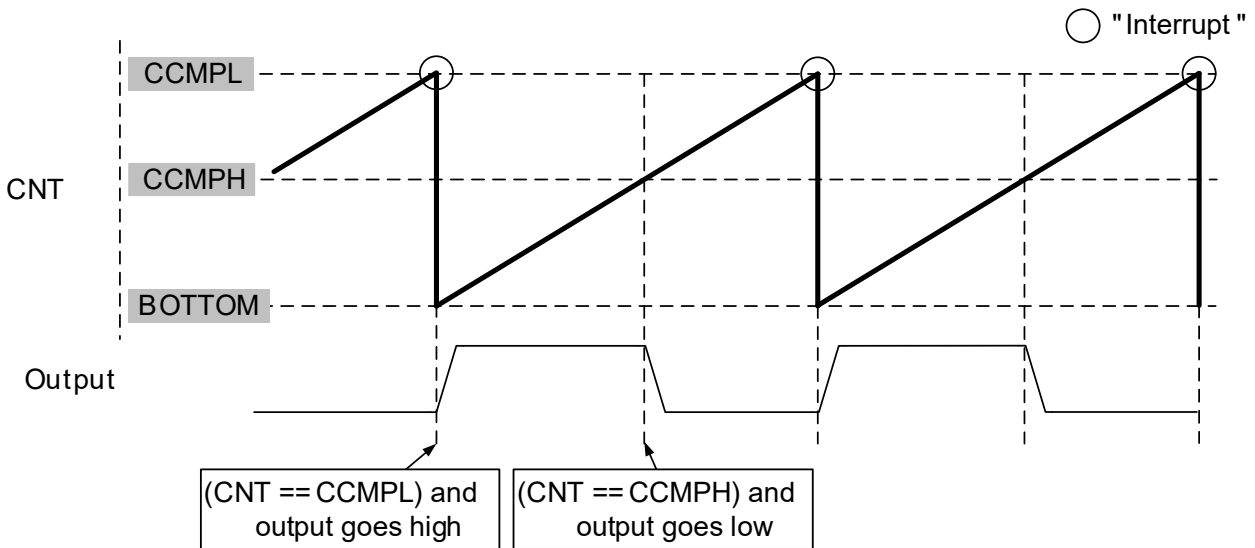 "Interrupt"
CCMPL
CCMPH
CNT
BOTTOM
Output
(CNT == CCMPL) and
output goes high
(CNT == CCMPH) and
output goes low